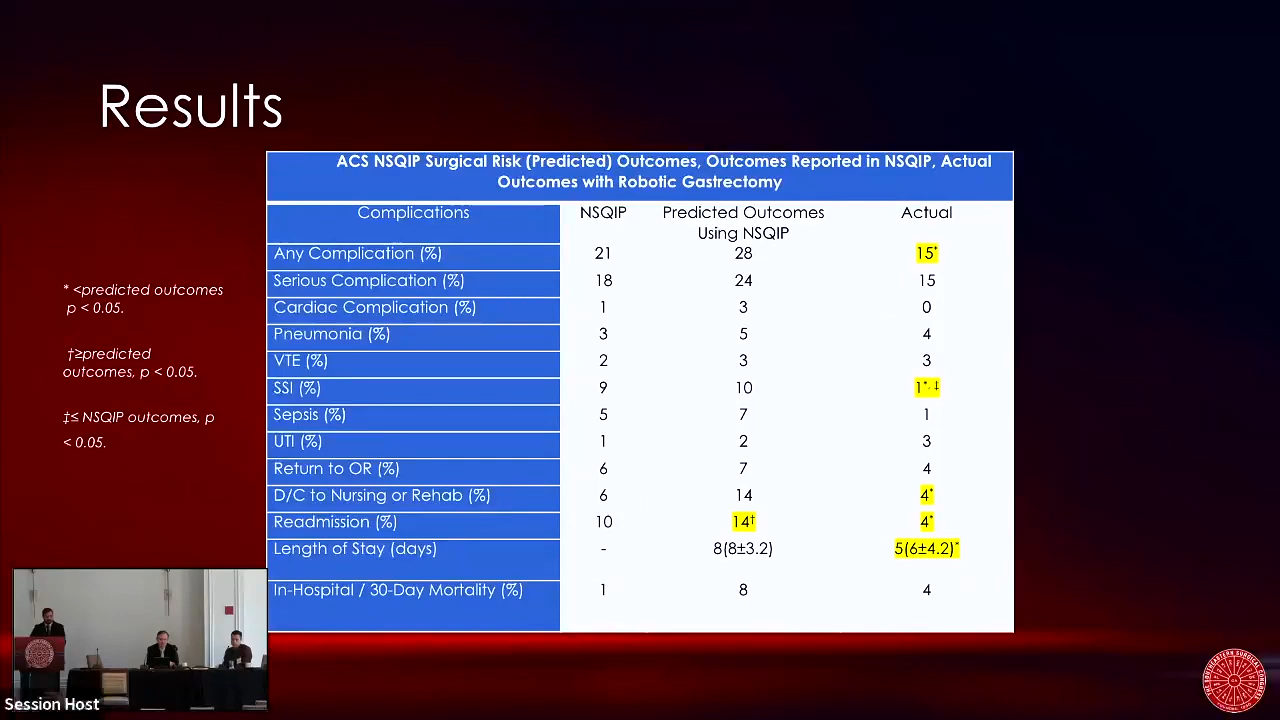 Results
ACS NSQIP Surgical Risk (Predicted) Outcomes, Outcomes Reported in NSQIP, Actual
Outcomes with Robotic Gastrectomy
Complications NSQIP Predicted Outcomes Actual
Using NSQIP
Any Complication (%) 21 28 15*
Serious Complication (%) 18 24 15
Cardiac Complication (%) 1 3 0
Pneumonia (%) 3 5 4
VTE (%) 2 3 3
SSI (%) 9 10 1*, ‡
Sepsis (%) 5 7 1
UTI (%) 1 2 3
Return to OR (%) 6 7 4
D/C to Nursing or Rehab (%) 6 14 4*
Readmission (%) 10 14† 4*
Length of Stay (days) - 8(8±3.2) 5(6±4.2)*
In-Hospital / 30-Day Mortality (%) 1 8 4
* <predicted outcomes
p < 0.05.
†≥predicted
outcomes, p < 0.05.
‡≤ NSQIP outcomes, p
< 0.05.
Session Host
THE SOUTHEASTERN SURGICAL CONGRESS